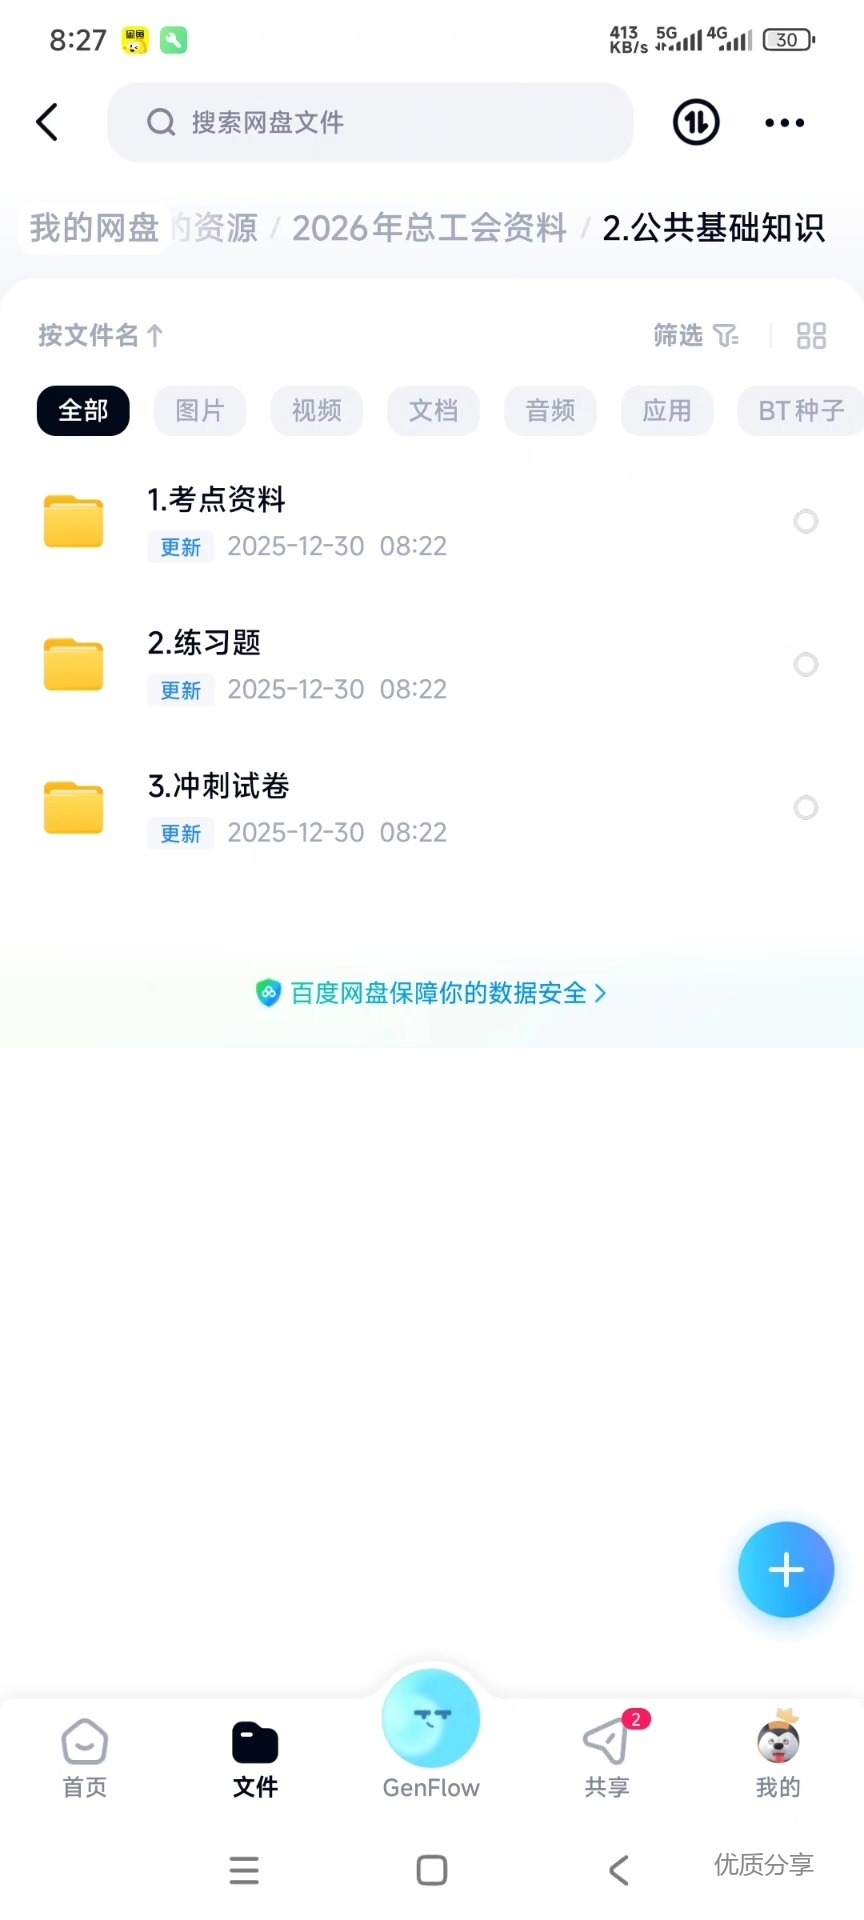 8:27 闲鱼 413 KB/s 5G 4G 30
搜索网盘文件
我的网盘 的资源 / 2026年总工会资料 / 2.公共基础知识
按文件名↑ 筛选
全部 图片 视频 文档 音频 应用 BT种子
1.考点资料
更新 2025-12-30 08:22
2.练习题
更新 2025-12-30 08:22
3.冲刺试卷
更新 2025-12-30 08:22
百度网盘保障你的数据安全
2
首页 文件 GenFlow 共享 我的
优质分享